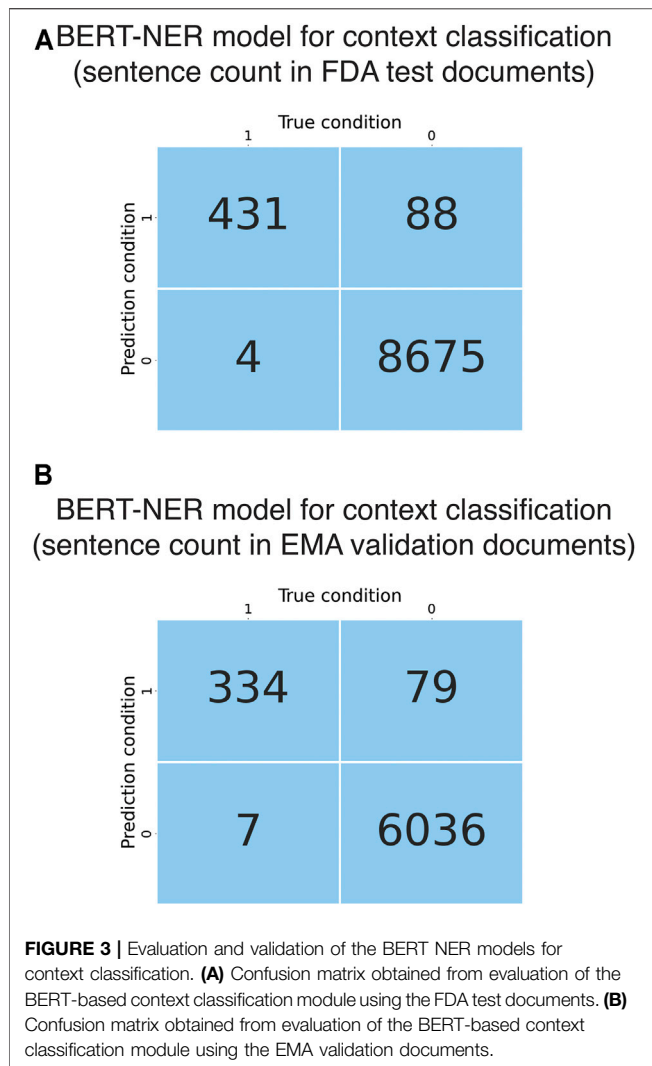 A BERT-NER model for context classification
(sentence count in FDA test documents)
True condition
1 0
Prediction condition
1 431 88
0 4 8675
B
BERT-NER model for context classification
(sentence count in EMA validation documents)
True condition
1 0
Prediction condition
1 334 79
0 7 6036
FIGURE 3 | Evaluation and validation of the BERT NER models for
context classification. (A) Confusion matrix obtained from evaluation of the
BERT-based context classification module using the FDA test documents. (B)
Confusion matrix obtained from evaluation of the BERT-based context
classification module using the EMA validation documents.